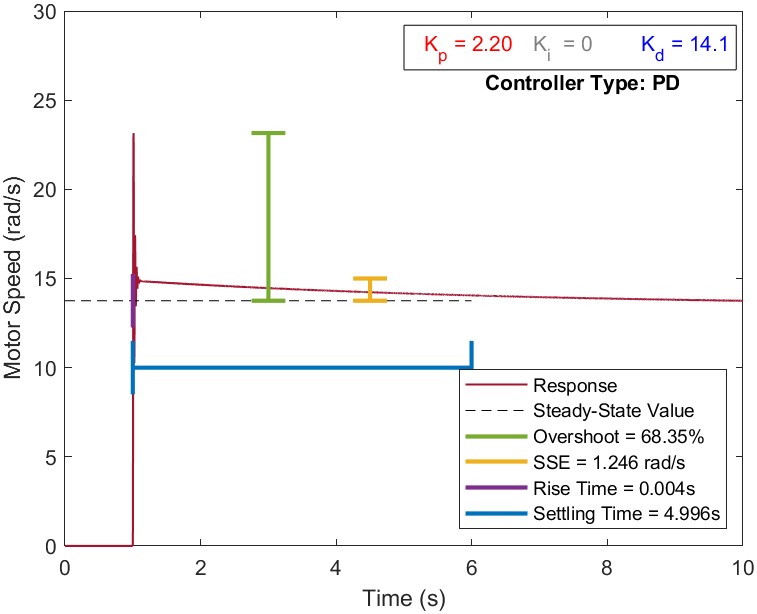 30
25
20
15
10
5
0
Motor Speed (rad/s)
Kp = 2.20 Ki = 0 Kd = 14.1
Controller Type: PD
Response
Steady-State Value
Overshoot = 68.35%
SSE = 1.246 rad/s
Rise Time = 0.004s
Settling Time = 4.996s
0 2 4 6 8 10
Time (s)